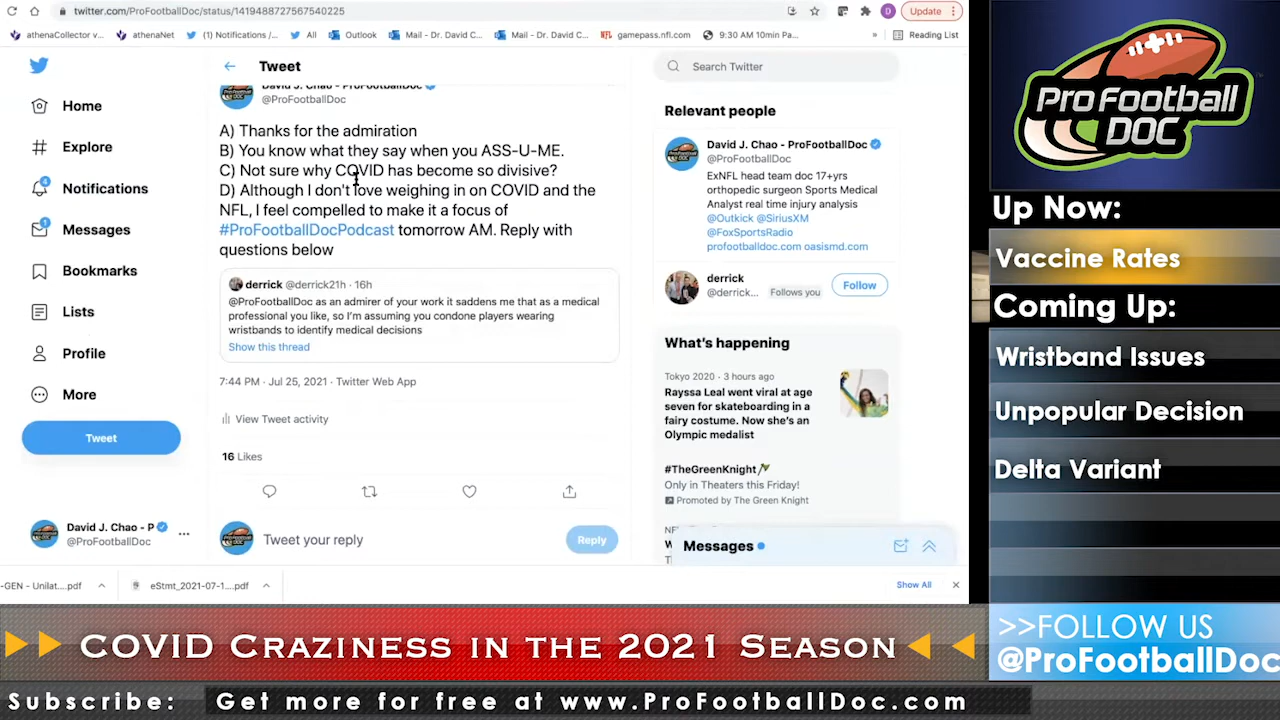 twitter.com/ProFootballDoc/status/1419488727567540225
Update
athenaCollector v...
athenaNet
(1) Notifications /...
All
Outlook
Mail - Dr. David C...
Mail - Dr. David C...
gamepass.nfl.com
9:30 AM 10min Pa...
»
Reading List
Home
Explore
Notifications
Messages
Bookmarks
Lists
Profile
More
Tweet
David J. Chao - P
@ProFootballDoc
Tweet
David J. Chao - ProFootballDoc
@ProFootballDoc
A) Thanks for the admiration
B) You know what they say when you ASS-U-ME.
C) Not sure why COVID has become so divisive?
D) Although I don't love weighing in on COVID and the
NFL, I feel compelled to make it a focus of
#ProFootballDocPodcast tomorrow AM. Reply with
questions below
derrick @derrick21h · 16h
@ProFootballDoc as an admirer of your work it saddens me that as a medical
professional you like, so I'm assuming you condone players wearing
wristbands to identify medical decisions
Show this thread
7:44 PM · Jul 25, 2021 · Twitter Web App
View Tweet activity
16 Likes
Tweet your reply
Reply
Search Twitter
Relevant people
David J. Chao - ProFootballDoc
@ProFootballDoc
ExNFL head team doc 17+yrs
orthopedic surgeon Sports Medical
Analyst real time injury analysis
@Outkick @SiriusXM
@FoxSportsRadio
profootballdoc.com oasismd.com
derrick
@derrick...
Follows you
Follow
What's happening
Tokyo 2020 · 3 hours ago
Rayssa Leal went viral at age
seven for skateboarding in a
fairy costume. Now she's an
Olympic medalist
#TheGreenKnight
Only in Theaters this Friday!
Promoted by The Green Knight
Messages
-GEN - Unilat....pdf
eStmt_2021-07-1....pdf
Show All
Pro Football
DOC
Up Now:
Vaccine Rates
Coming Up:
Wristband Issues
Unpopular Decision
Delta Variant
>>FOLLOW US
@ProFootballDoc
COVID Craziness in the 2021 Season
Subscribe:
Get more for free at www.ProFootballDoc.com